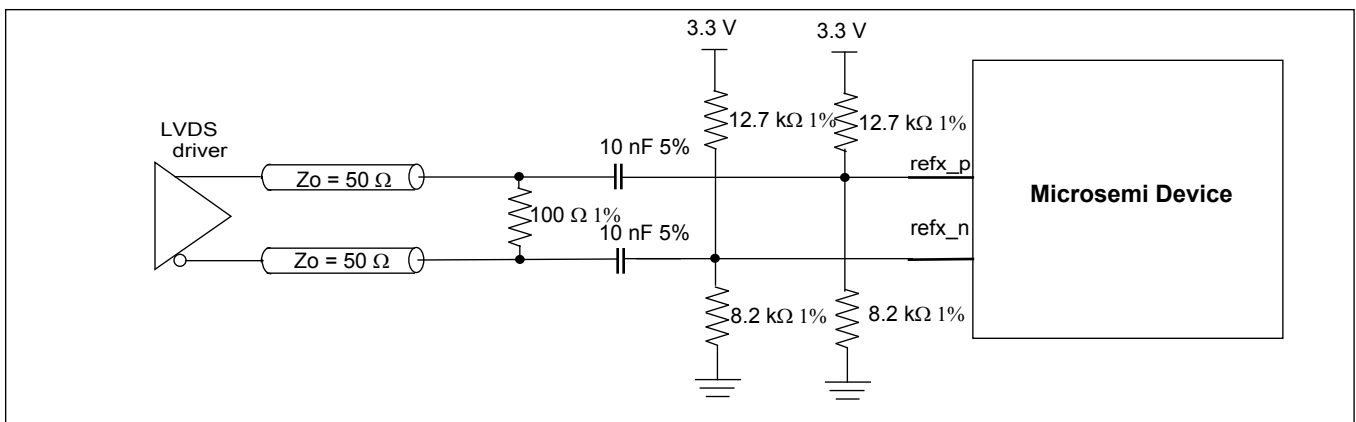 3.3 V
3.3 V
12.7 kΩ 1%
12.7 kΩ 1%
LVDS
driver
10 nF 5%
Zo = 50 Ω
refx_p
Microsemi Device
100 Ω 1%
10 nF 5%
refx_n
Zo = 50 Ω
8.2 kΩ 1%
8.2 kΩ 1%